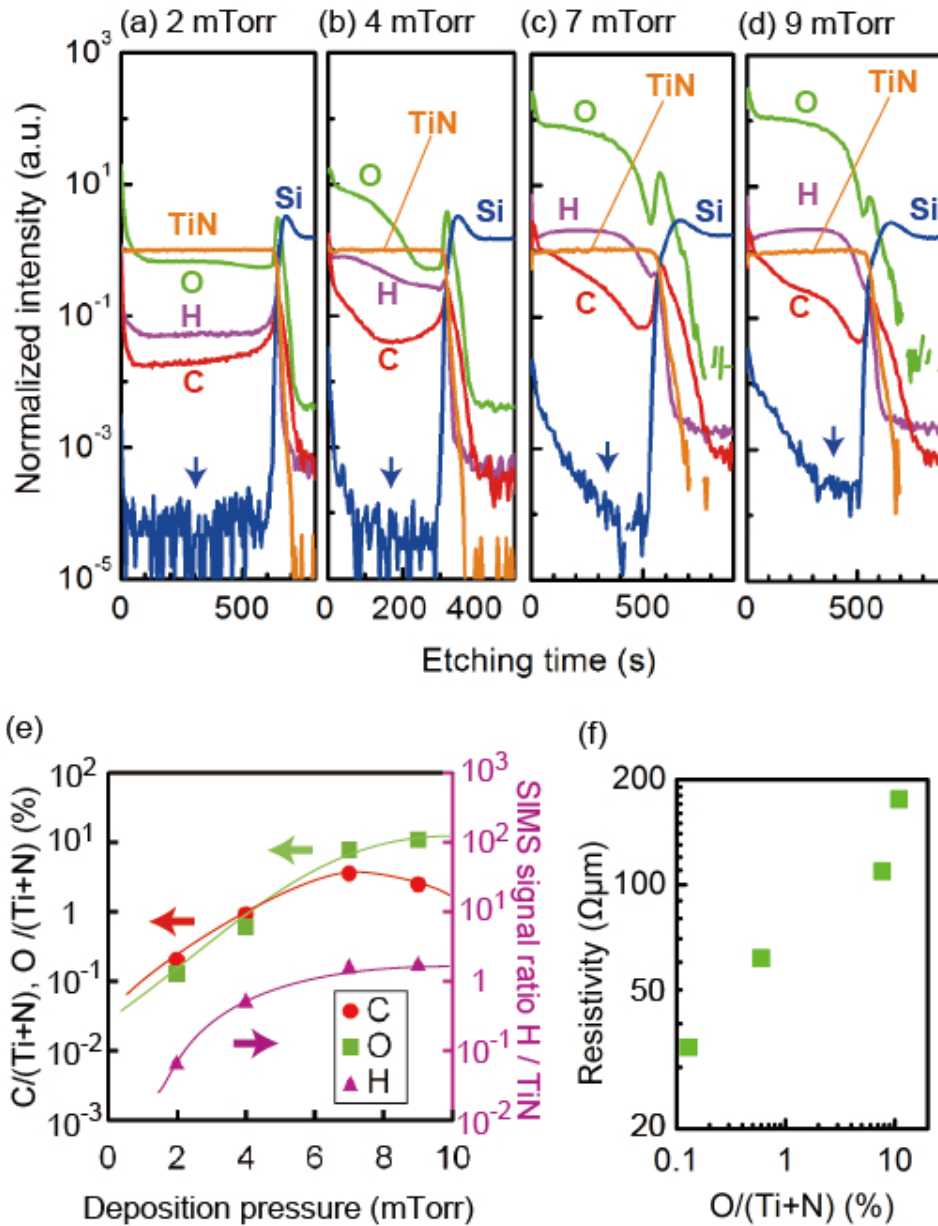 (a) 2 mTorr (b) 4 mTorr (c) 7 mTorr (d) 9 mTorr
Normalized intensity (a.u.)
10³
10¹
10⁻¹
10⁻³
10⁻⁵
TiN
O
H
C
Si
0 500
O
TiN
Si
H
C
0 200 400
O
TiN
H
Si
C
0 500
O
TiN
H
Si
C
0 500
Etching time (s)
(e)
C/(Ti+N), O /(Ti+N) (%)
10²
10¹
1
10⁻¹
10⁻²
10⁻³
SIMS signal ratio H / TiN
10³
10²
10¹
1
10⁻¹
10⁻²
C
O
H
0 2 4 6 8 10
Deposition pressure (mTorr)
(f)
Resistivity (Ωµm)
200
100
50
20
0.1 1 10
O/(Ti+N) (%)